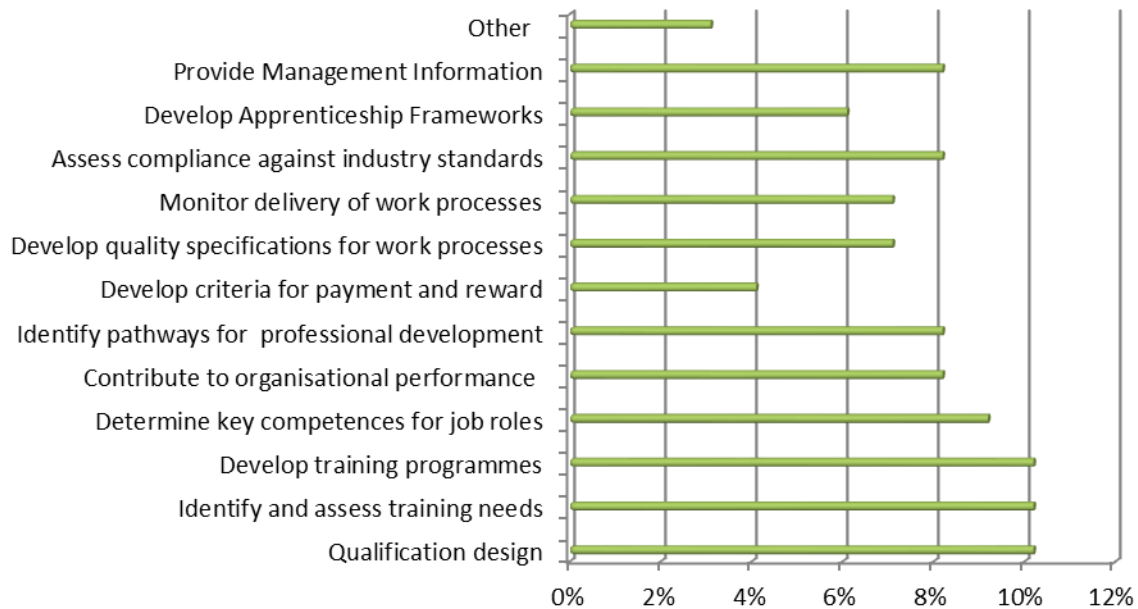 Other
Provide Management Information
Develop Apprenticeship Frameworks
Assess compliance against industry standards
Monitor delivery of work processes
Develop quality specifications for work processes
Develop criteria for payment and reward
Identify pathways for  professional development
Contribute to organisational performance
Determine key competences for job roles
Develop training programmes
Identify and assess training needs
Qualification design
0% 2% 4% 6% 8% 10% 12%